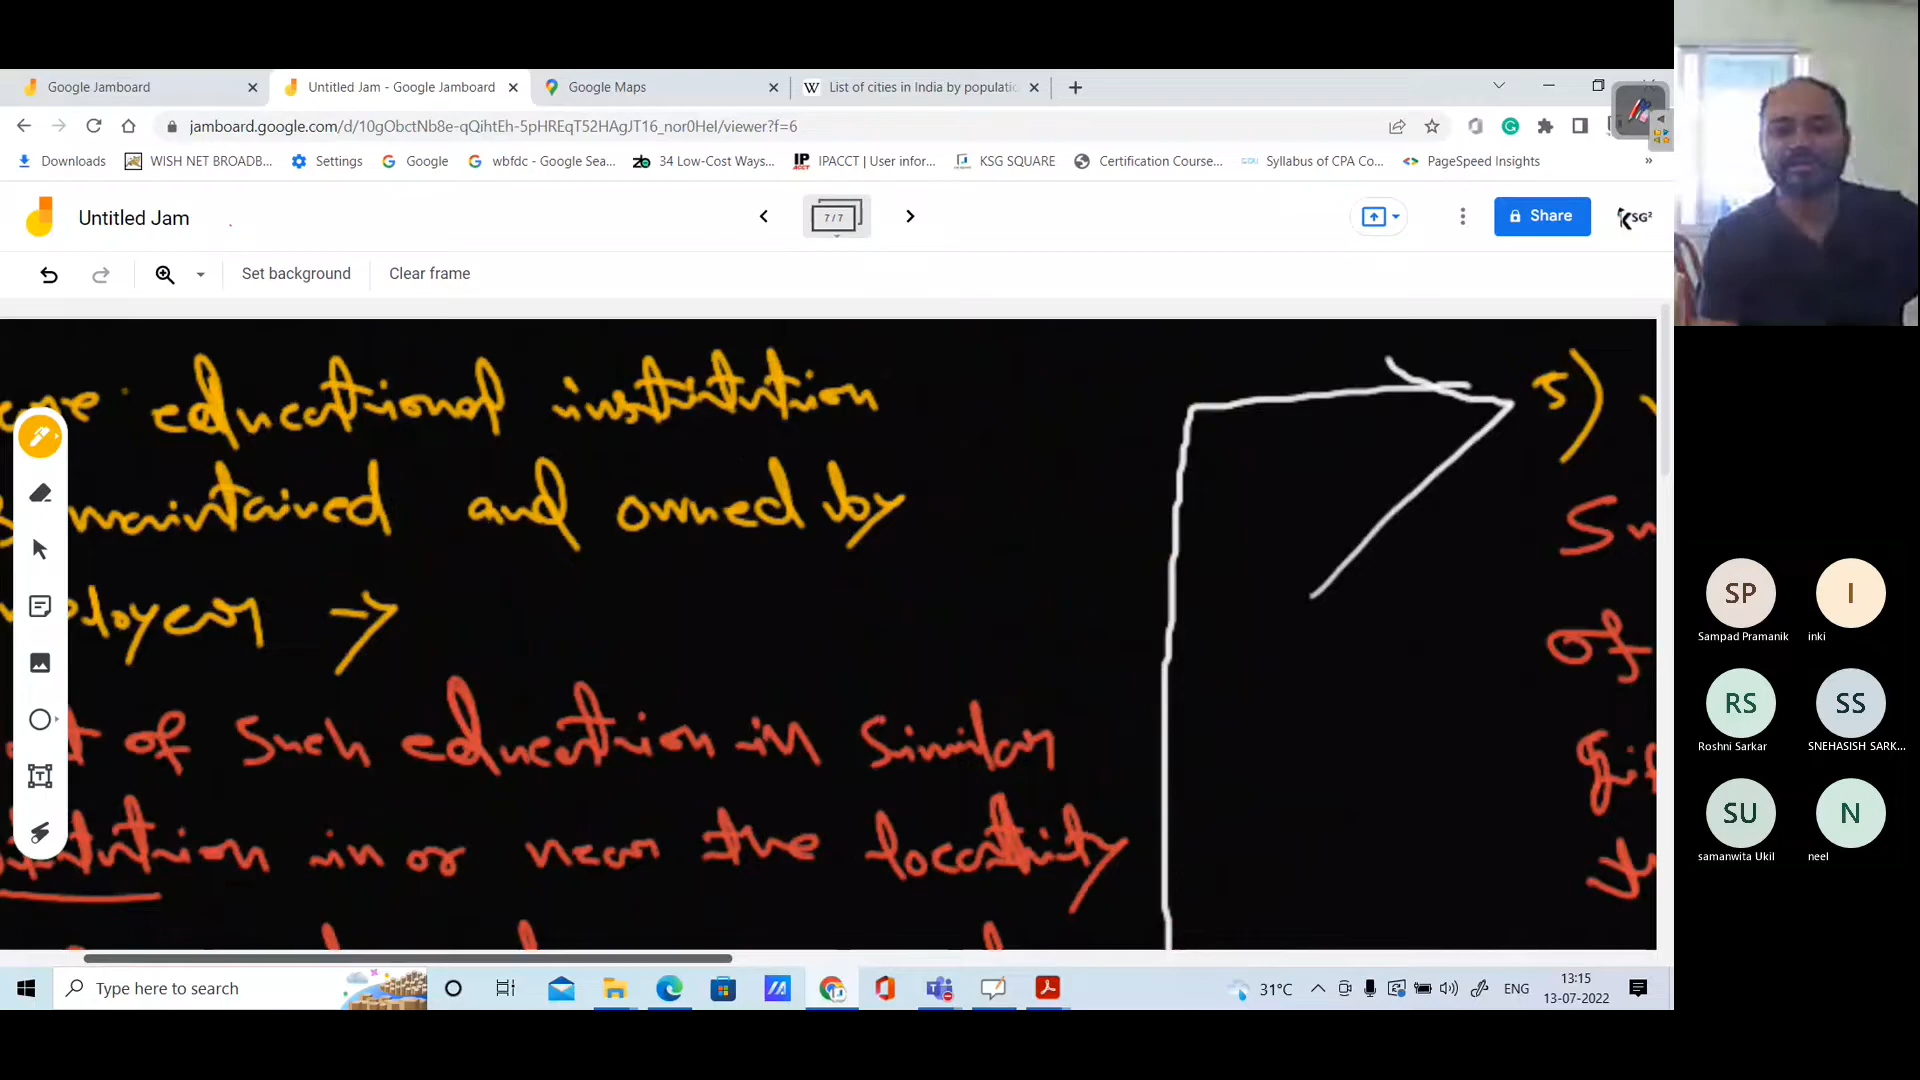 Google Jamboard
Untitled Jam - Google Jamboard
Google Maps
W List of cities in India by populatic
jamboard.google.com/d/10gObctNb8e-qQihtEh-5pHREqT52HAgJT16_nor0HeI/viewer?f=6
Downloads WISH NET BROADB... Settings Google wbfdc - Google Sea... 34 Low-Cost Ways... IPACCT | User infor... KSG SQUARE Certification Course... Syllabus of CPA Co... PageSpeed Insights »
Untitled Jam
7 / 7
Share
KSG²
Set background Clear frame
educational institution
maintained and owned by
ployer →
of such education in similar
in or near the locality
5)
of
SP
Sampad Pramanik
I
inki
RS
Roshni Sarkar
SS
SNEHASISH SARK...
SU
samanwita Ukil
N
neel
Type here to search
31°C
ENG
13:15
13-07-2022